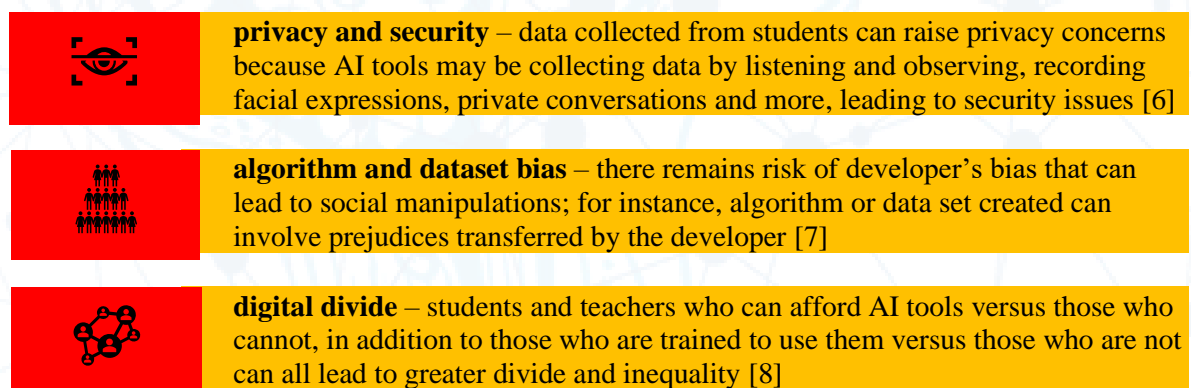 privacy and security – data collected from students can raise privacy concerns
because AI tools may be collecting data by listening and observing, recording
facial expressions, private conversations and more, leading to security issues [6]
algorithm and dataset bias – there remains risk of developer’s bias that can
lead to social manipulations; for instance, algorithm or data set created can
involve prejudices transferred by the developer [7]
digital divide – students and teachers who can afford AI tools versus those who
cannot, in addition to those who are trained to use them versus those who are not
can all lead to greater divide and inequality [8]